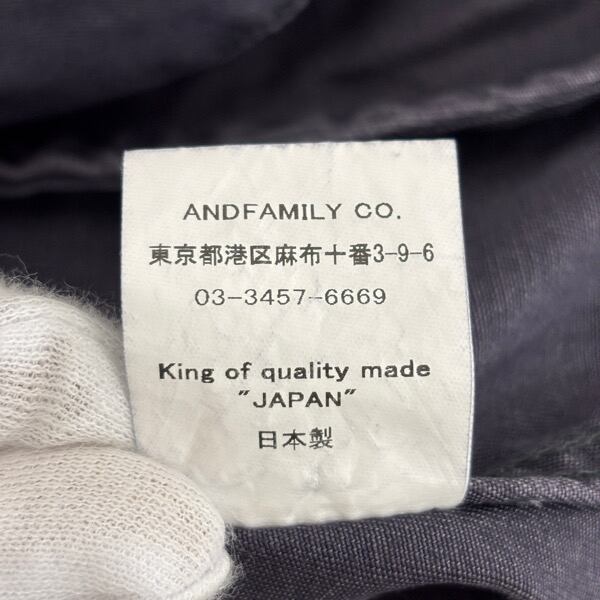 ANDFAMILY CO.
東京都港区麻布十番3-9-6
03-3457-6669
King of quality made
"JAPAN"
日本製